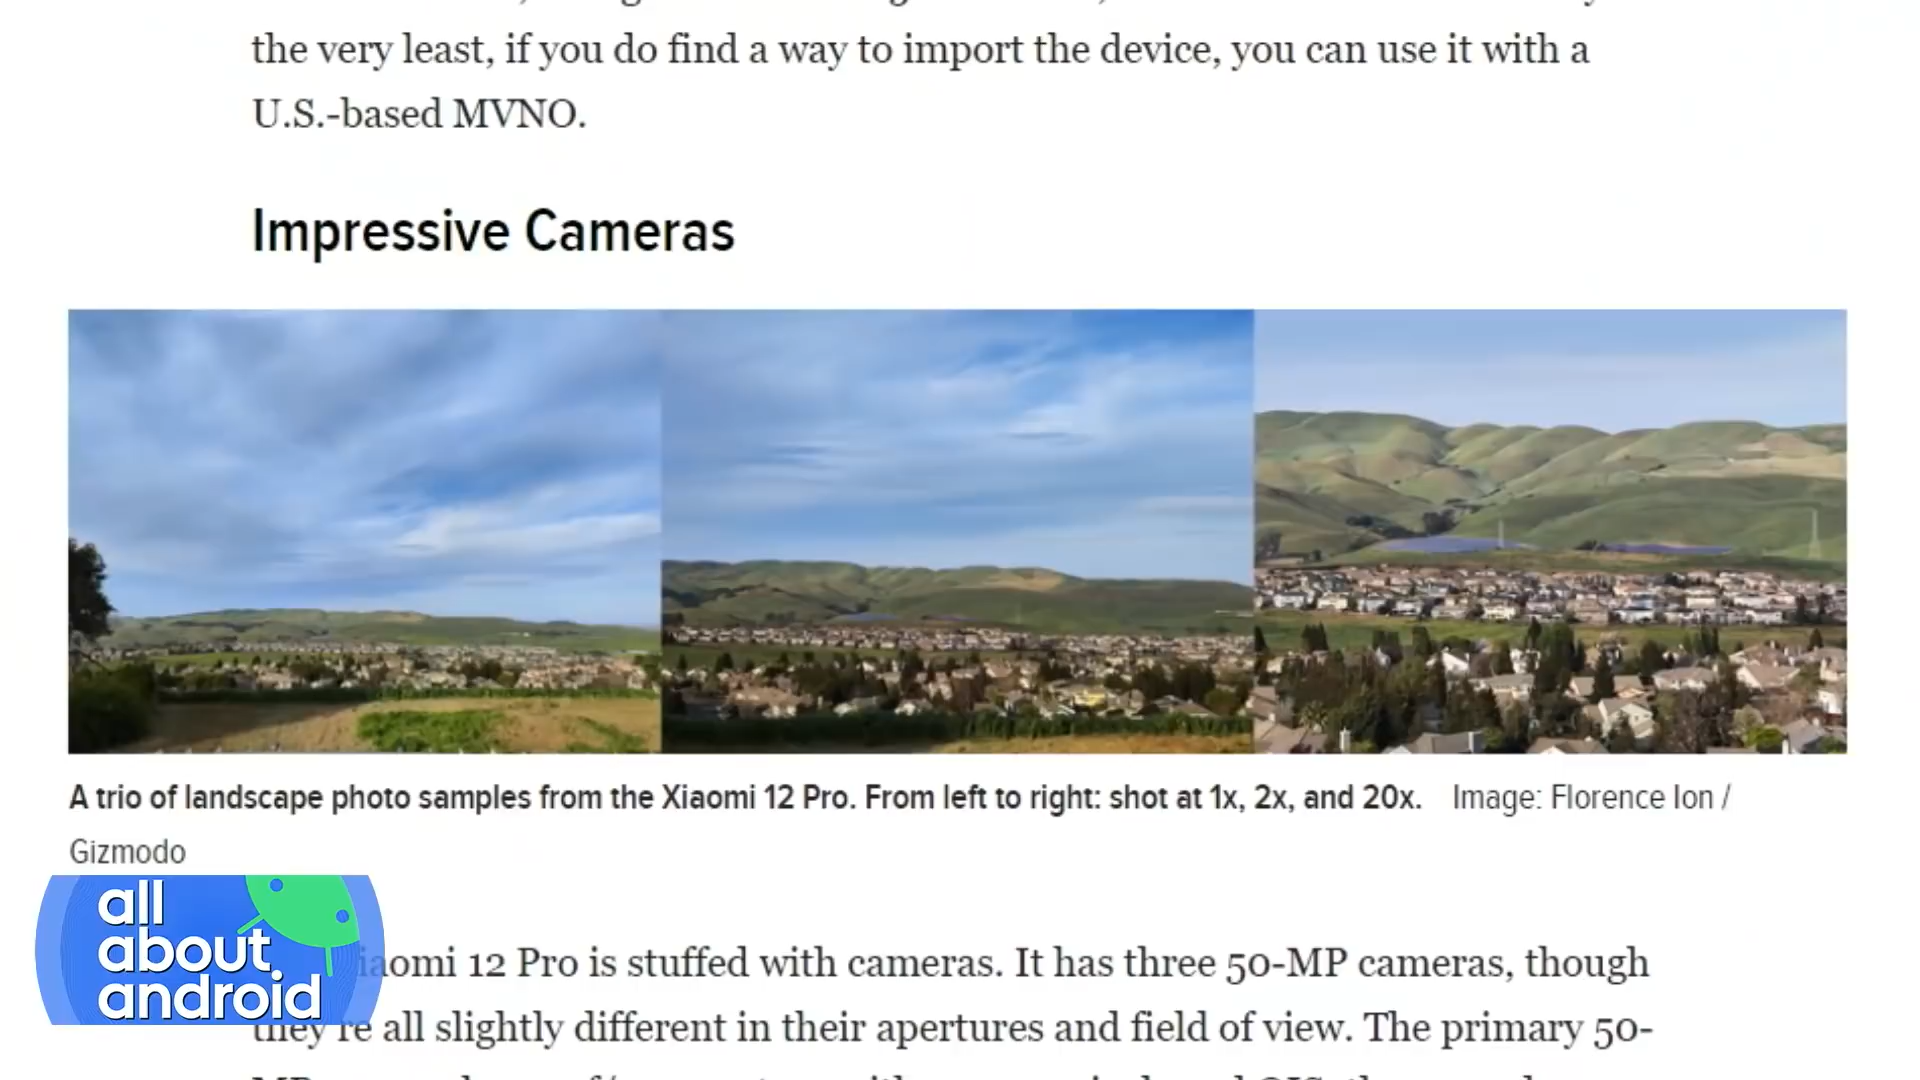 the very least, if you do find a way to import the device, you can use it with a
U.S.-based MVNO.
Impressive Cameras
A trio of landscape photo samples from the Xiaomi 12 Pro. From left to right: shot at 1x, 2x, and 20x. Image: Florence Ion /
Gizmodo
all
about
android
iaomi 12 Pro is stuffed with cameras. It has three 50-MP cameras, though
they're all slightly different in their apertures and field of view. The primary 50-